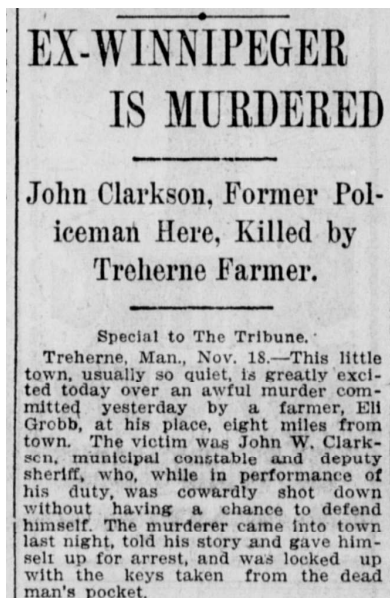 EX-WINNIPEGER
IS MURDERED
John Clarkson, Former Pol-
iceman Here, Killed by
Treherne Farmer.
Special to The Tribune.
Treherne, Man., Nov. 18.—This little
town, usually so quiet, is greatly exci-
ted today over an awful murder com-
mitted yesterday by a farmer, Eli
Grobb, at his place, eight miles from
town. The victim was John W. Clark-
son, municipal constable and deputy
sheriff, who, while in performance of
his duty, was cowardly shot down
without having a chance to defend
himself. The murderer came into town
last night, told his story and gave him-
self up for arrest, and was locked up
with the keys taken from the dead
man's pocket.